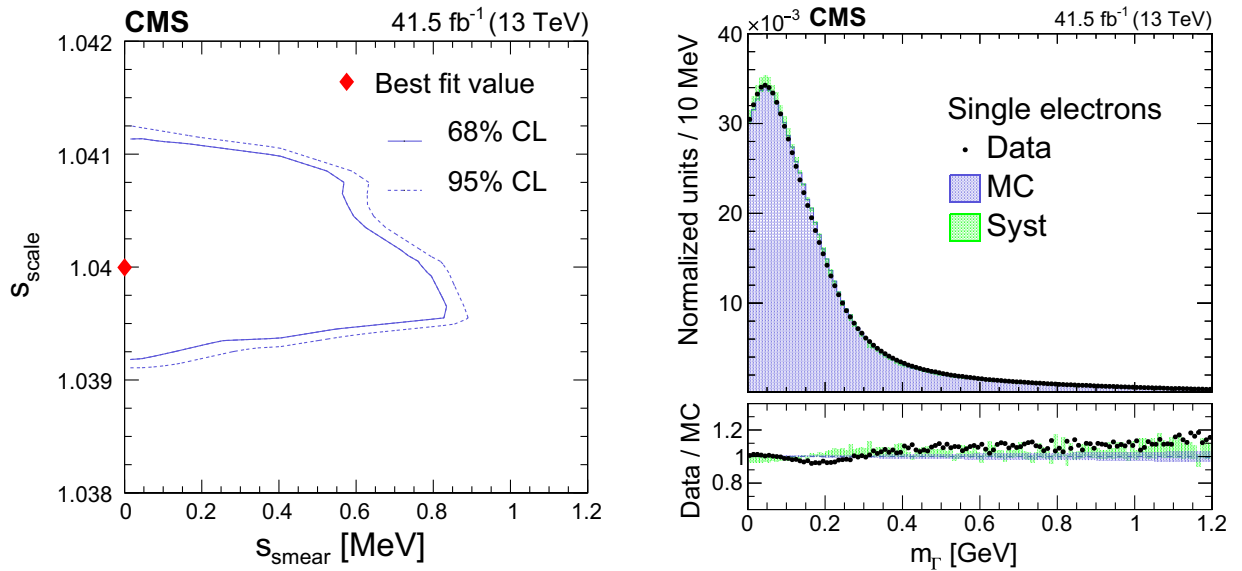 CMS 41.5 fb⁻¹ (13 TeV)
1.042
1.041
1.04
1.039
1.038
s_scale
Best fit value
68% CL
95% CL
0 0.2 0.4 0.6 0.8 1 1.2
s_smear [MeV]
×10⁻³ CMS 41.5 fb⁻¹ (13 TeV)
40
30
20
10
Normalized units / 10 MeV
Single electrons
Data
MC
Syst
1.2
1
0.8
Data / MC
0 0.2 0.4 0.6 0.8 1 1.2
m_Γ [GeV]